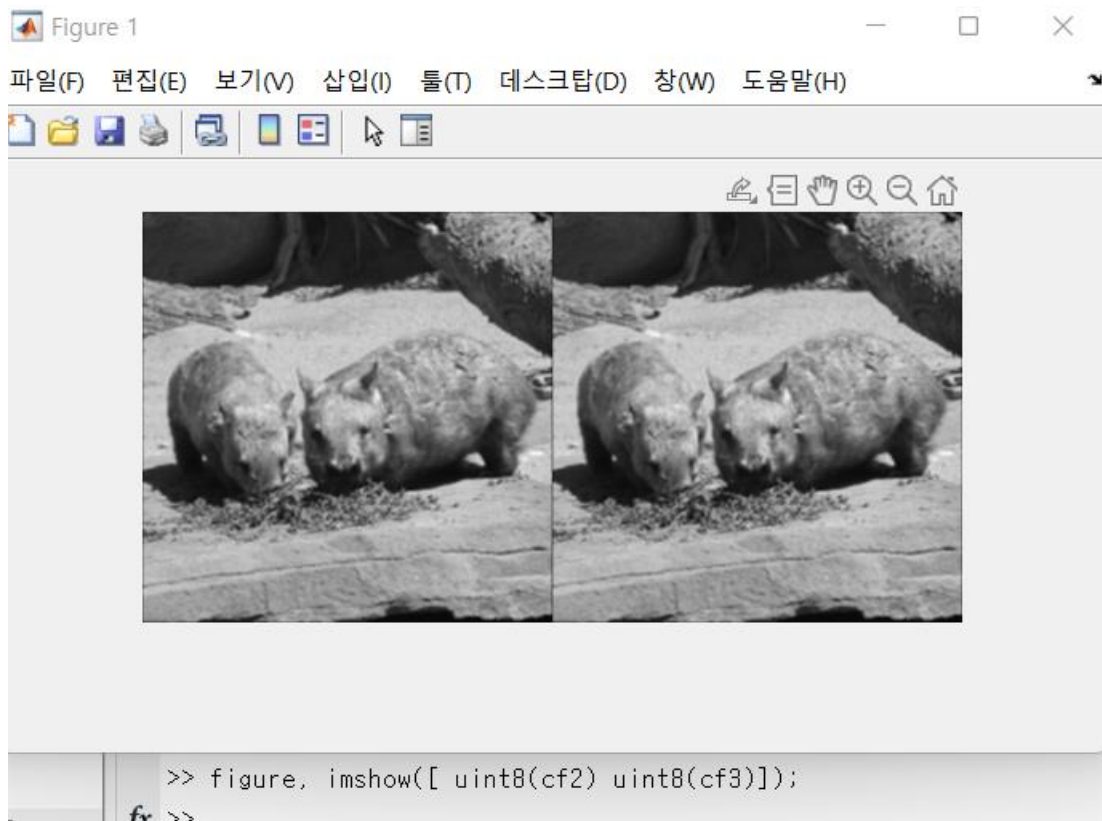 Figure 1
파일(F) 편집(E) 보기(V) 삽입(I) 툴(T) 데스크탑(D) 창(W) 도움말(H)
>> figure, imshow([ uint8(cf2) uint8(cf3)]);
fx >>